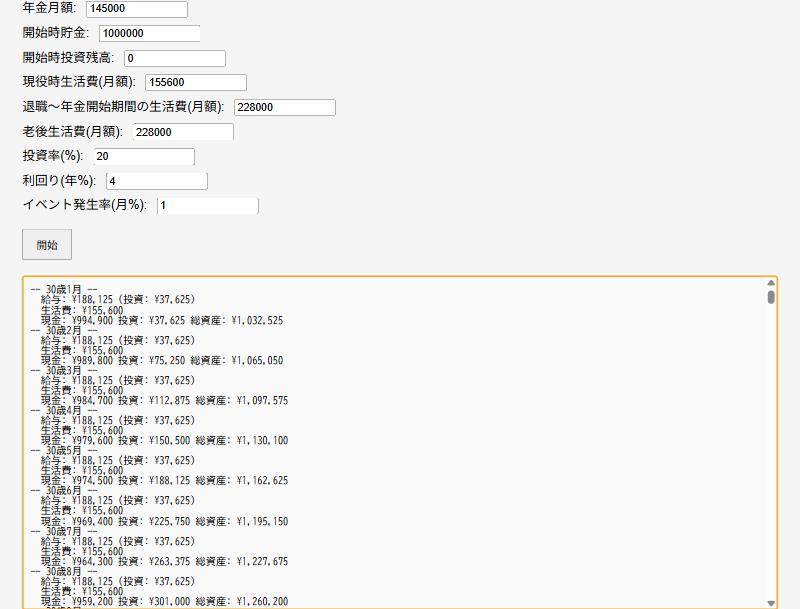 年金月額: 145000
開始時貯金: 1000000
開始時投資残高: 0
現役時生活費(月額): 155600
退職～年金開始期間の生活費(月額): 228000
老後生活費(月額): 228000
投資率(%): 20
利回り(年%): 4
イベント発生率(月%): 1
開始
-- 30歳1月 --
給与: ¥188,125 (投資: ¥37,625)
生活費: ¥155,600
現金: ¥994,900 投資: ¥37,625 総資産: ¥1,032,525
-- 30歳2月 --
給与: ¥188,125 (投資: ¥37,625)
生活費: ¥155,600
現金: ¥989,800 投資: ¥75,250 総資産: ¥1,065,050
-- 30歳3月 --
給与: ¥188,125 (投資: ¥37,625)
生活費: ¥155,600
現金: ¥984,700 投資: ¥112,875 総資産: ¥1,097,575
-- 30歳4月 --
給与: ¥188,125 (投資: ¥37,625)
生活費: ¥155,600
現金: ¥979,600 投資: ¥150,500 総資産: ¥1,130,100
-- 30歳5月 --
給与: ¥188,125 (投資: ¥37,625)
生活費: ¥155,600
現金: ¥974,500 投資: ¥188,125 総資産: ¥1,162,625
-- 30歳6月 --
給与: ¥188,125 (投資: ¥37,625)
生活費: ¥155,600
現金: ¥969,400 投資: ¥225,750 総資産: ¥1,195,150
-- 30歳7月 --
給与: ¥188,125 (投資: ¥37,625)
生活費: ¥155,600
現金: ¥964,300 投資: ¥263,375 総資産: ¥1,227,675
-- 30歳8月 --
給与: ¥188,125 (投資: ¥37,625)
生活費: ¥155,600
現金: ¥959,200 投資: ¥301,000 総資産: ¥1,260,200